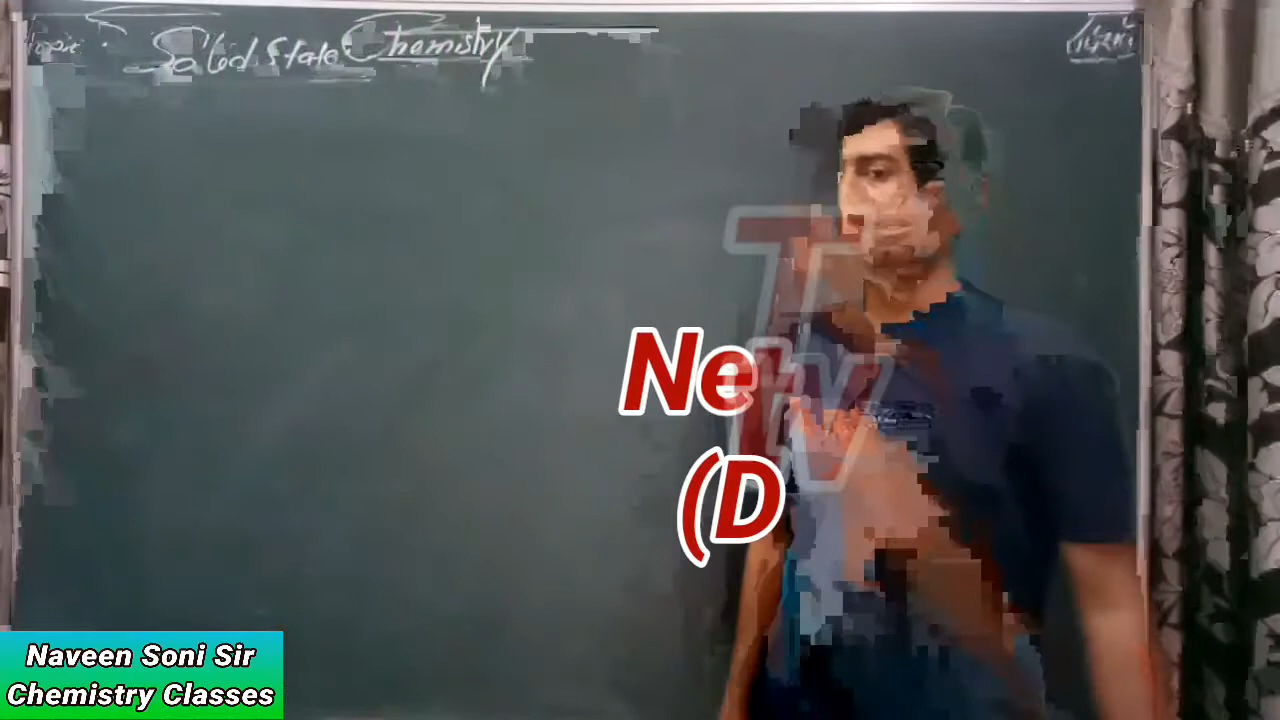 Topic : Solid State Chemistry
Ne
(D
Naveen Soni Sir
Chemistry Classes